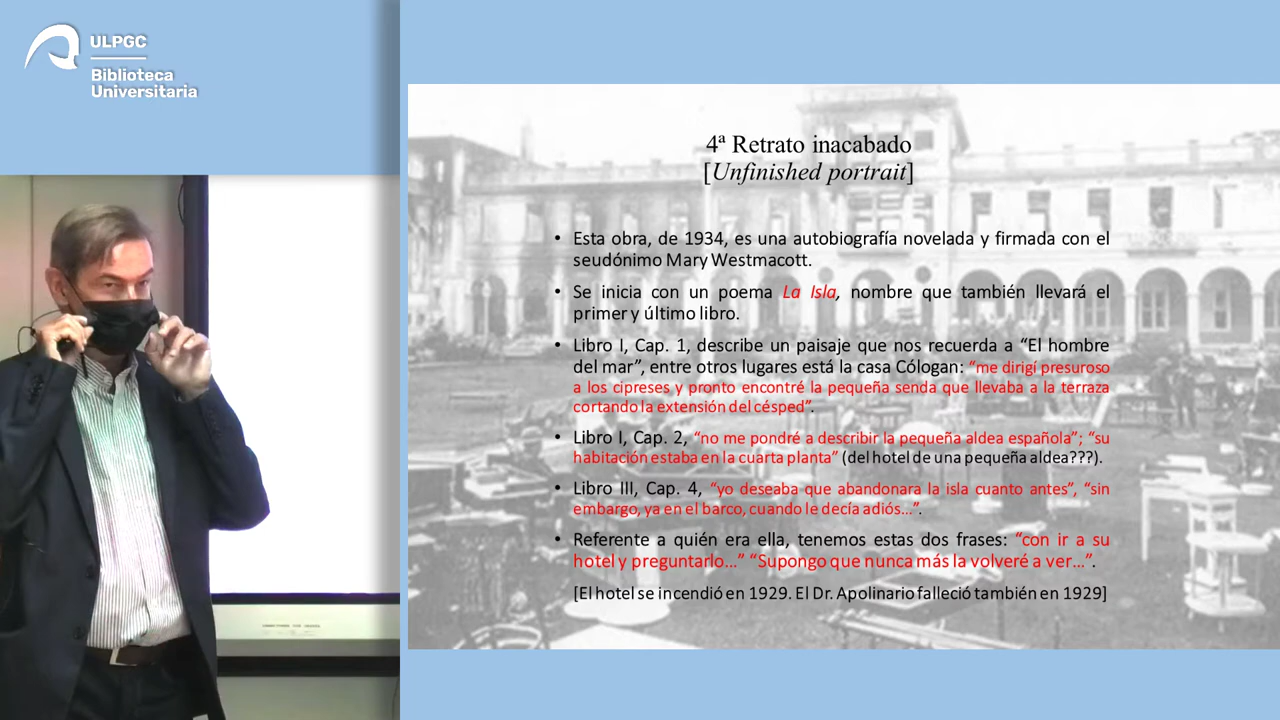 ULPGC
Biblioteca
Universitaria
4ª Retrato inacabado
[Unfinished portrait]
• Esta obra, de 1934, es una autobiografía novelada y firmada con el
seudónimo Mary Westmacott.
• Se inicia con un poema La Isla, nombre que también llevará el
primer y último libro.
• Libro I, Cap. 1, describe un paisaje que nos recuerda a “El hombre
del mar”, entre otros lugares está la casa Cólogan: “me dirigí presuroso
a los cipreses y pronto encontré la pequeña senda que llevaba a la terraza
cortando la extensión del césped”.
• Libro I, Cap. 2, “no me pondré a describir la pequeña aldea española”; “su
habitación estaba en la cuarta planta” (del hotel de una pequeña aldea???).
• Libro III, Cap. 4, “yo deseaba que abandonara la isla cuanto antes”, “sin
embargo, ya en el barco, cuando le decía adiós…”.
• Referente a quién era ella, tenemos estas dos frases: “con ir a su
hotel y preguntarlo…” “Supongo que nunca más la volveré a ver…”.
[El hotel se incendió en 1929. El Dr. Apolinario falleció también en 1929]